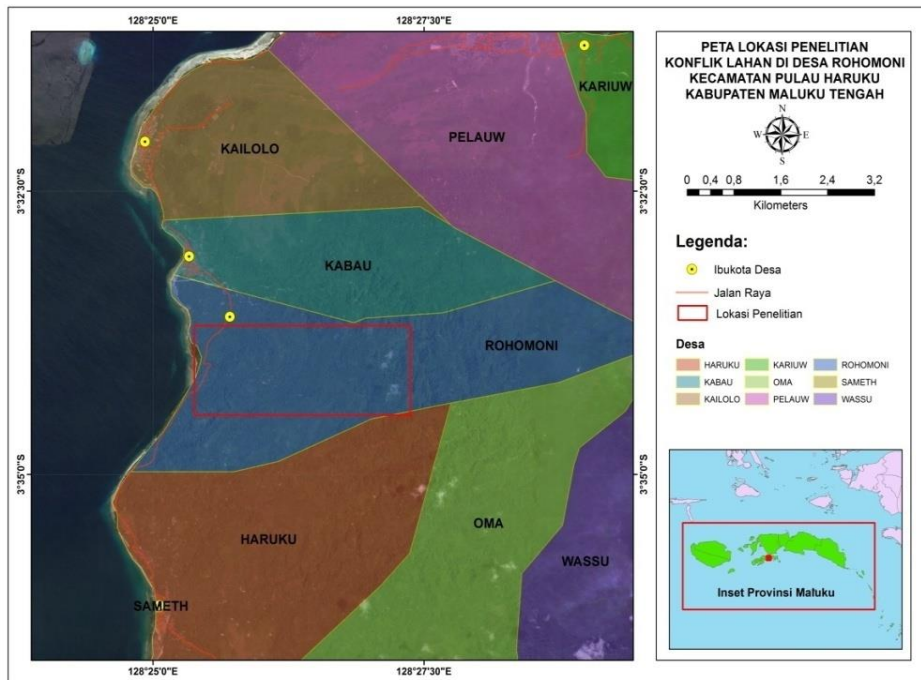 128°25'0"E
128°27'30"E
KARIUW
PELAUW
KAILOLO
3°32'30"S
3°32'30"S
KABAU
ROHOMONI
3°35'0"S
3°35'0"S
HARUKU
OMA
WASSU
SAMETH
128°25'0"E
128°27'30"E
PETA LOKASI PENELITIAN
KONFLIK LAHAN DI DESA ROHOMONI
KECAMATAN PULAU HARUKU
KABUPATEN MALUKU TENGAH
N
W E
S
0 0,4 0,8 1,6 2,4 3,2
Kilometers
Legenda:
Ibukota Desa
Jalan Raya
Lokasi Penelitian
Desa
HARUKU KARIUW ROHOMONI
KABAU OMA SAMETH
KAILOLO PELAUW WASSU
Inset Provinsi Maluku